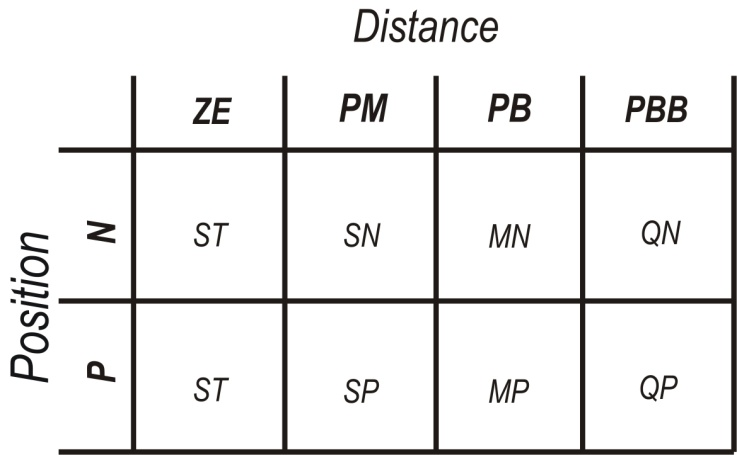 Distance
ZE PM PB PBB
Position
N ST SN MN QN
P ST SP MP QP